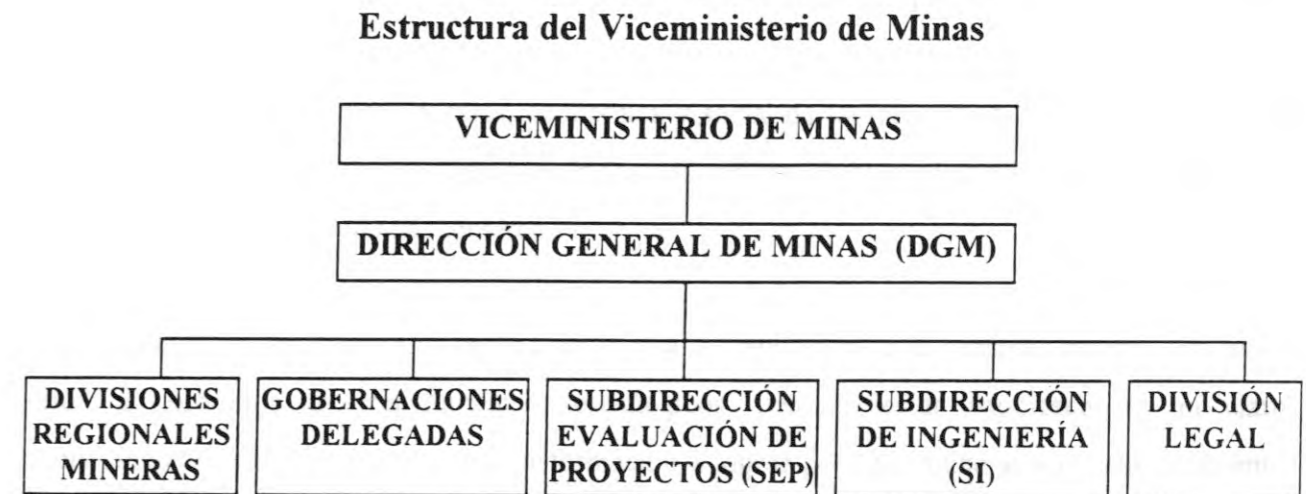 Estructura del Viceministerio de Minas
VICEMINISTERIO DE MINAS
DIRECCIÓN GENERAL DE MINAS (DGM)
DIVISIONES
REGIONALES
MINERAS
GOBERNACIONES
DELEGADAS
SUBDIRECCIÓN
EVALUACIÓN DE
PROYECTOS (SEP)
SUBDIRECCIÓN
DE INGENIERÍA
(SI)
DIVISIÓN
LEGAL